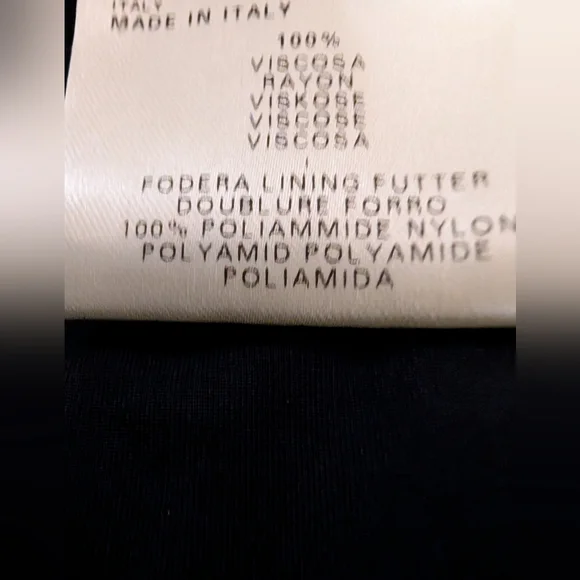 ITALY
MADE IN ITALY
100%
VISCOSA
RAYON
VISKOSE
VISCOSE
VISCOSA
FODERA LINING FUTTER
DOUBLURE FORRO
100% POLIAMMIDE NYLON
POLYAMID POLYAMIDE
POLIAMIDA